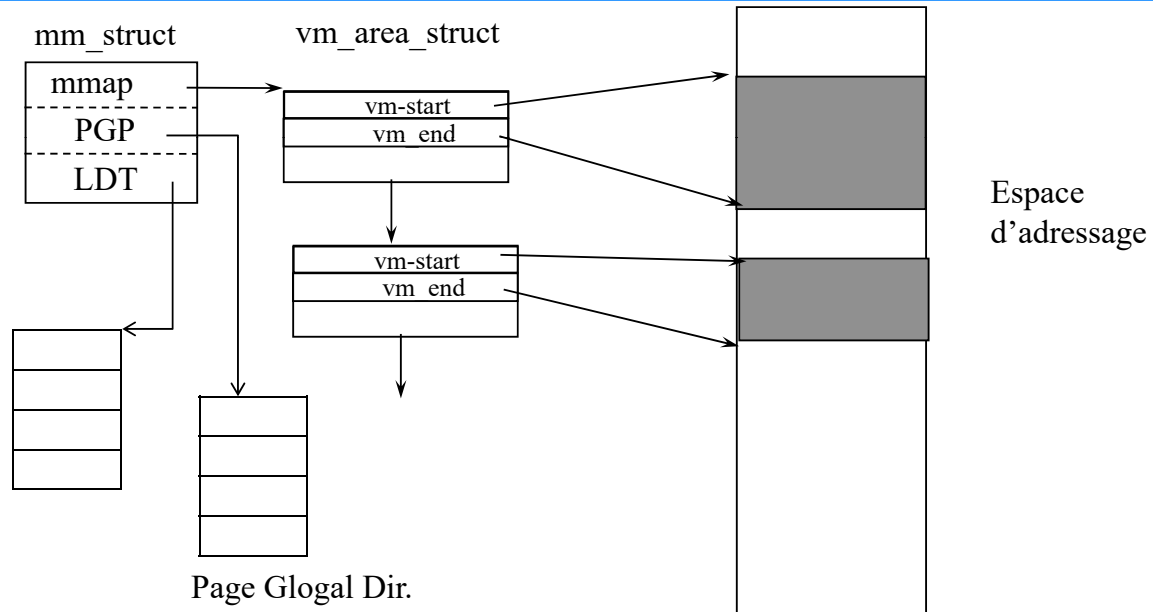 mm_struct
vm_area_struct
mmap
PGP
LDT
vm-start
vm_end
vm-start
vm_end
Espace
d’adressage
Page Glogal Dir.